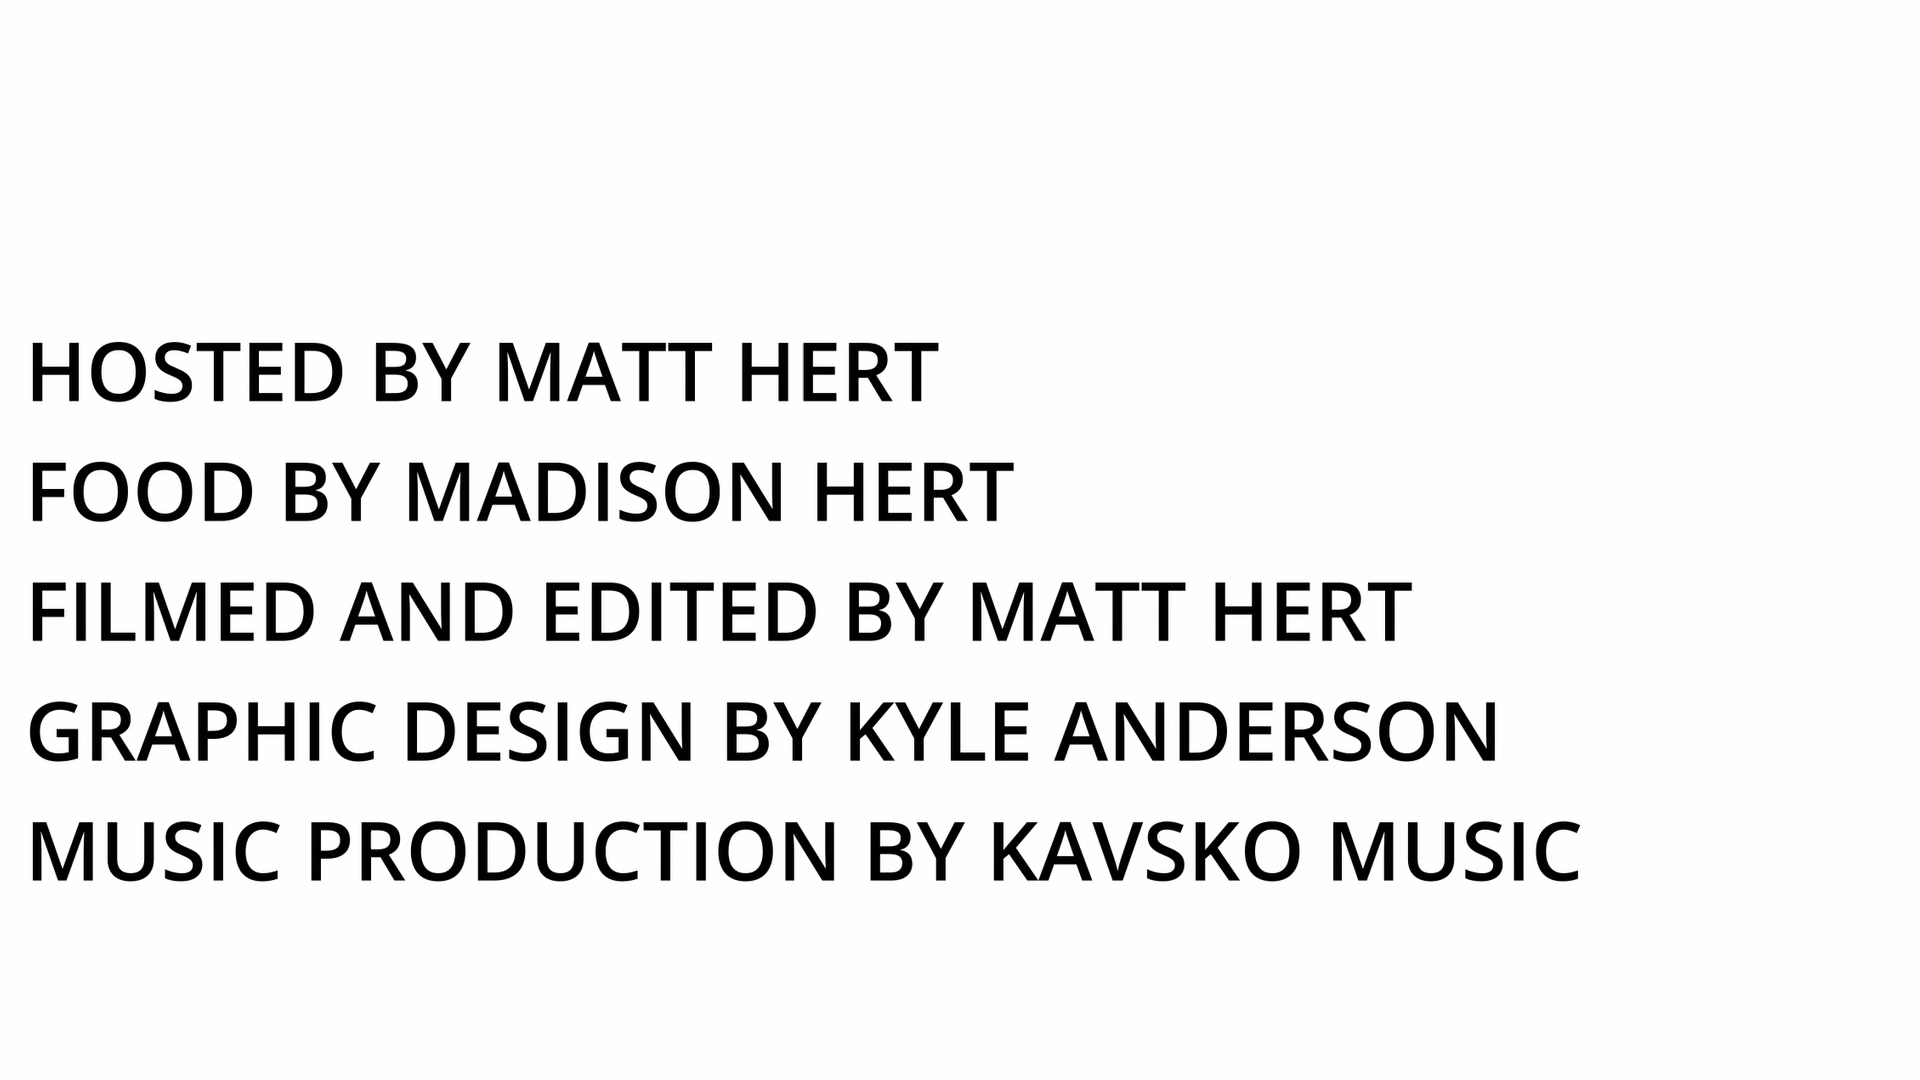 HOSTED BY MATT HERT
FOOD BY MADISON HERT
FILMED AND EDITED BY MATT HERT
GRAPHIC DESIGN BY KYLE ANDERSON
MUSIC PRODUCTION BY KAVSKO MUSIC